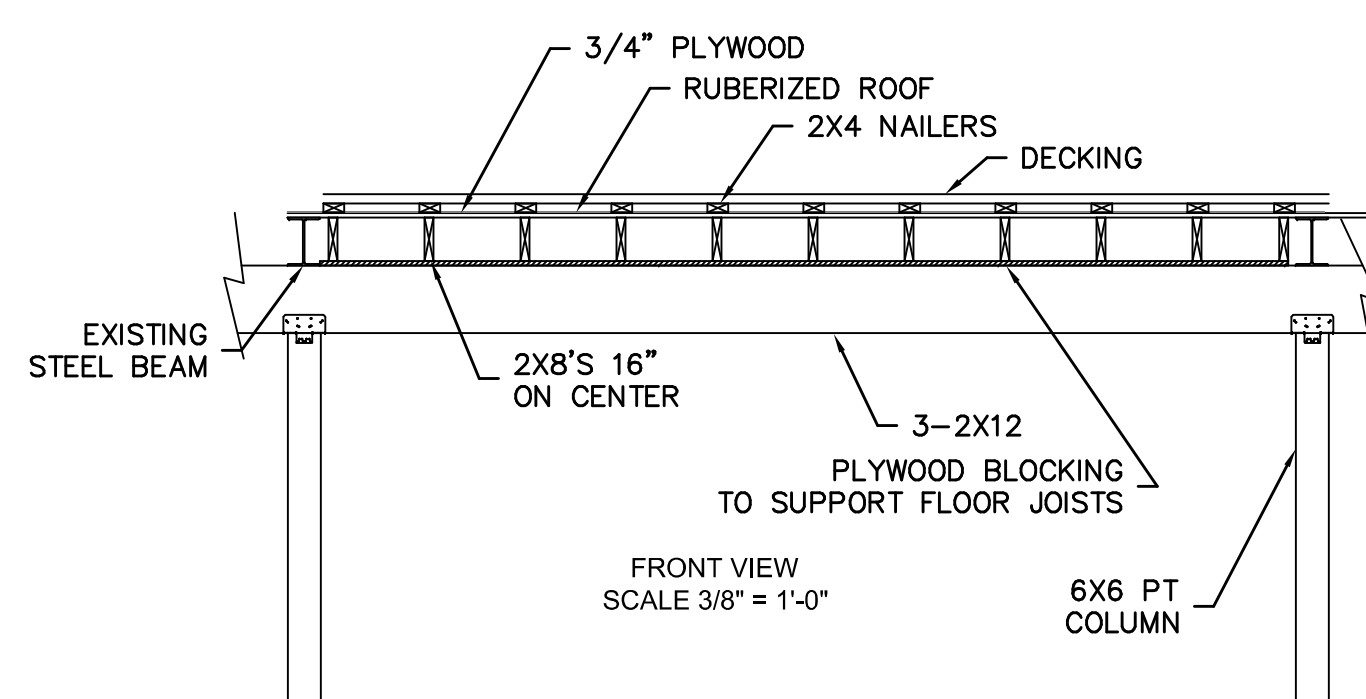 3/4” PLYWOOD
RUBERIZED ROOF
2X4 NAILERS
DECKING
EXISTING
STEEL BEAM
2X8'S 16”
ON CENTER
3-2X12
PLYWOOD BLOCKING
TO SUPPORT FLOOR JOISTS
FRONT VIEW
SCALE 3/8" = 1'-0"
6X6 PT
COLUMN